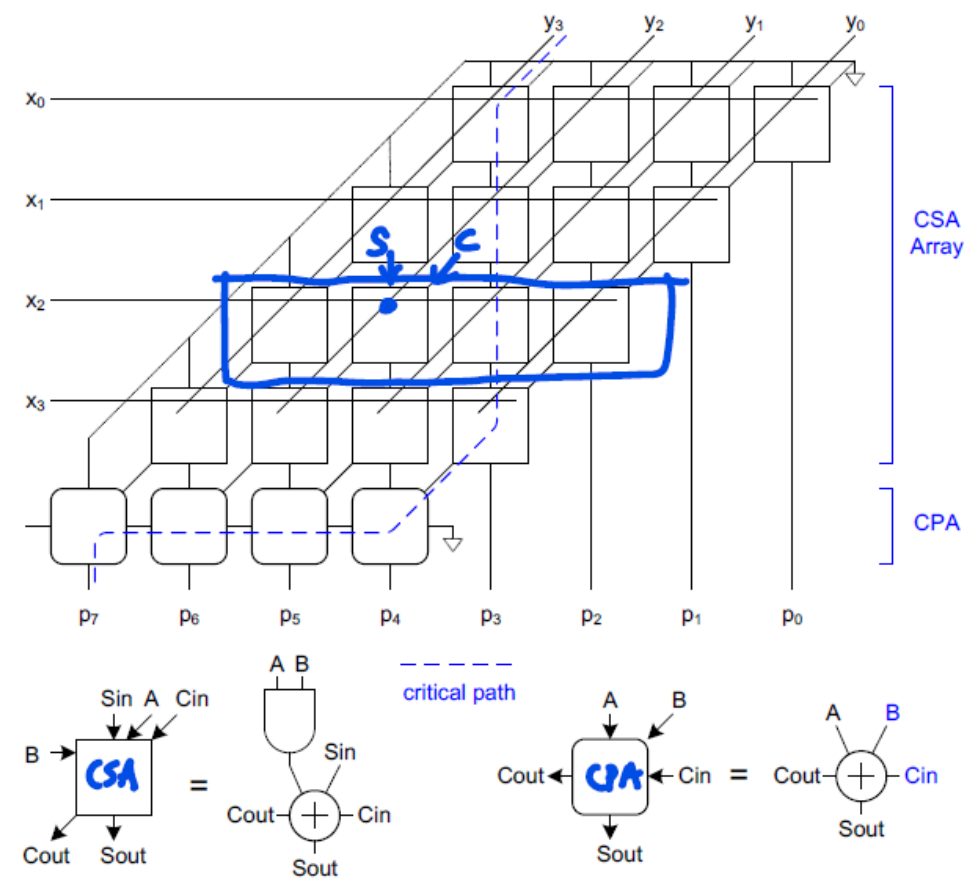 y₃ y₂ y₁ y₀
x₀
x₁
CSA
Array
S C
x₂
x₃
CPA
p₇ p₆ p₅ p₄ p₃ p₂ p₁ p₀
critical path
A B
Sin A Cin
B
CSA
=
Sin
Cout
Cin
Cout Sout
Sout
A
B
Cout
CPA
Cin
=
Sout
A B
Cout
Cin
Sout